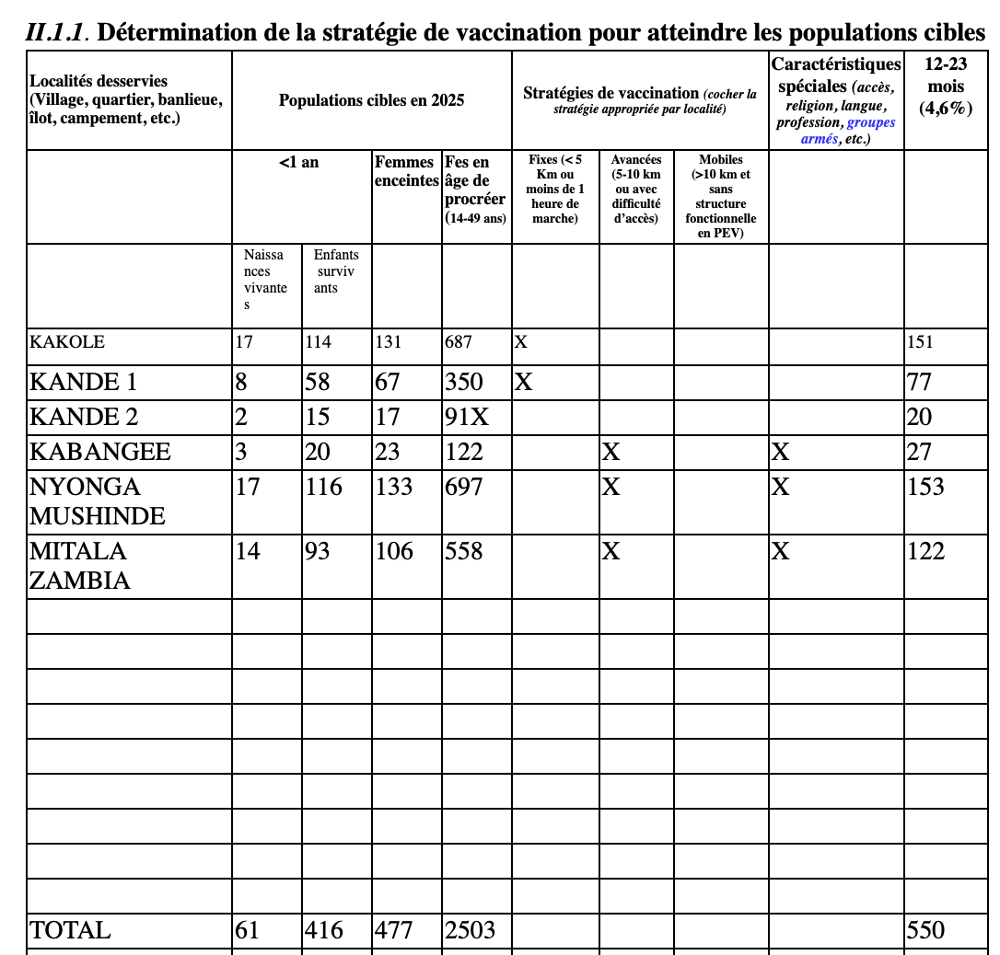 II.1.1. Détermination de la stratégie de vaccination pour atteindre les populations cibles
Localités desservies
(Village, quartier, banlieue,
îlot, campement, etc.)
Populations cibles en 2025
Stratégies de vaccination (cocher la
stratégie appropriée par localité)
Caractéristiques
spéciales (accès,
religion, langue,
profession, groupes
armés, etc.)
12-23
mois
(4,6%)
<1 an
Femmes
enceintes
Fes en
âge de
procréer
(14-49 ans)
Fixes (< 5
Km ou
moins de 1
heure de
marche)
Avancées
(5-10 km
ou avec
difficulté
d’accès)
Mobiles
(>10 km et
sans
structure
fonctionnelle
en PEV)
Naissa
nces
vivante
s
Enfants
surviv
ants
KAKOLE 17 114 131 687 X 151
KANDE 1 8 58 67 350 X 77
KANDE 2 2 15 17 91X 20
KABANGEE 3 20 23 122 X X 27
NYONGA 17 116 133 697 X X 153
MUSHINDE
MITALA 14 93 106 558 X X 122
ZAMBIA
TOTAL 61 416 477 2503 550